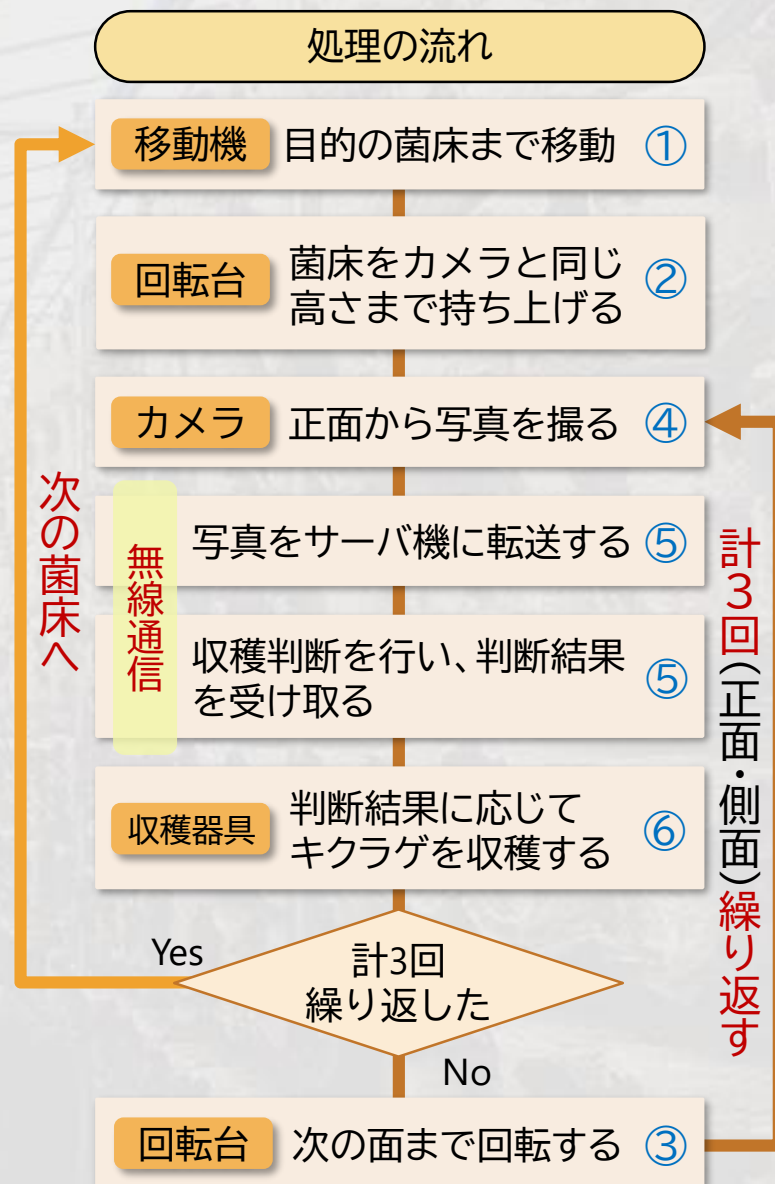 処理の流れ
移動機 目的の菌床まで移動 ①
回転台 菌床をカメラと同じ
高さまで持ち上げる ②
カメラ 正面から写真を撮る ④
無線通信
写真をサーバ機に転送する ⑤
収穫判断を行い、判断結果
を受け取る ⑤
収穫器具 判断結果に応じて
キクラゲを収穫する ⑥
計3回
繰り返した
Yes
次の菌床へ
No
回転台 次の面まで回転する ③
計３回(正面・側面)繰り返す